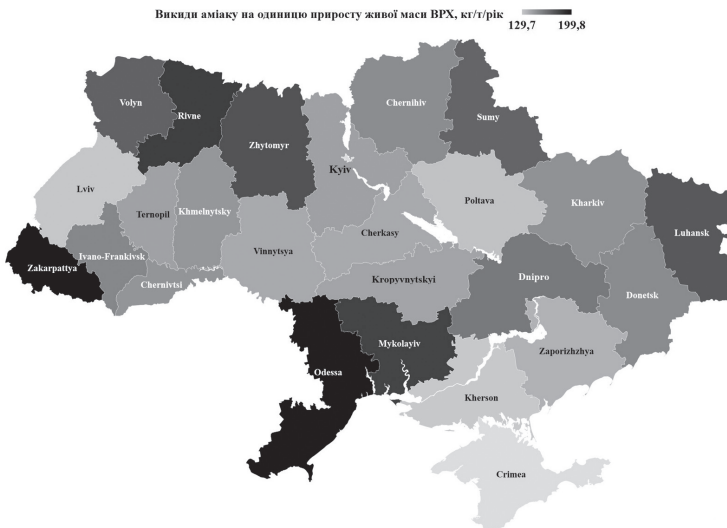 Викиди аміаку на одиницю приросту живої маси ВРХ, кг/т/рік
129,7 199,8
Volyn
Rivne
Chernihiv
Sumy
Zhytomyr
Kyiv
Lviv
Ternopil
Khmelnytsky
Poltava
Kharkiv
Luhansk
Cherkasy
Vinnytsya
Ivano-Frankivsk
Zakarpattya
Chernivtsi
Kropyvnytskyi
Dnipro
Donetsk
Mykolayiv
Odessa
Zaporizhzhya
Kherson
Crimea